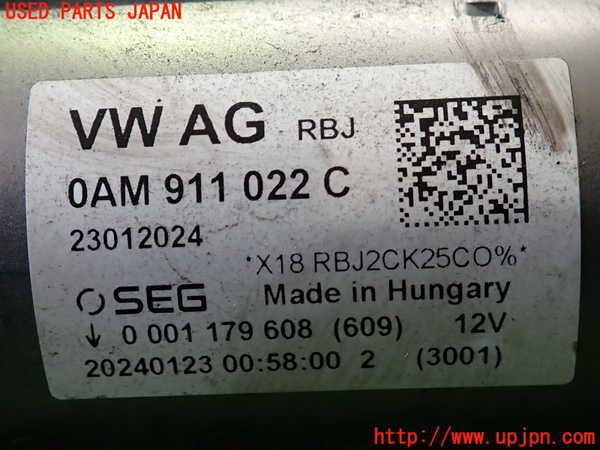 USED PARTS JAPAN
VW AG RBJ
0AM 911 022 C
23012024
*X18 RBJ2CK25CO%*
SEG Made in Hungary
↓ 0 001 179 608 (609) 12V
20240123 00:58:00 2 (3001)
http://www.upjpn.com/